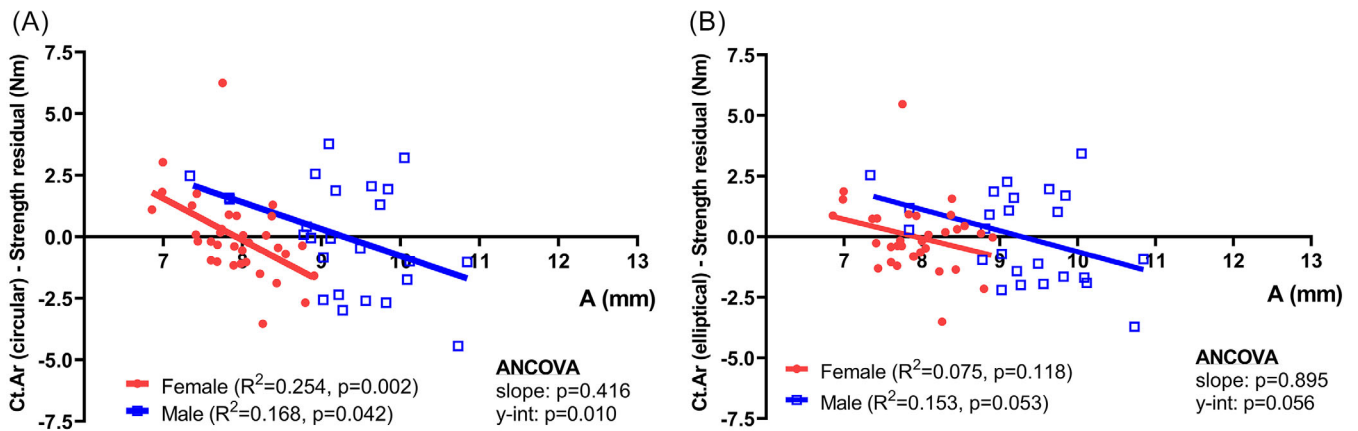 (A)
Ct.Ar (circular) - Strength residual (Nm)
7.5
5.0
2.5
0.0
-2.5
-5.0
-7.5
7 8 9 10 11 12 13
A (mm)
Female (R²=0.254, p=0.002)
Male (R²=0.168, p=0.042)
ANCOVA
slope: p=0.416
y-int: p=0.010
(B)
Ct.Ar (elliptical) - Strength residual (Nm)
7.5
5.0
2.5
0.0
-2.5
-5.0
-7.5
7 8 9 10 11 12 13
A (mm)
Female (R²=0.075, p=0.118)
Male (R²=0.153, p=0.053)
ANCOVA
slope: p=0.895
y-int: p=0.056